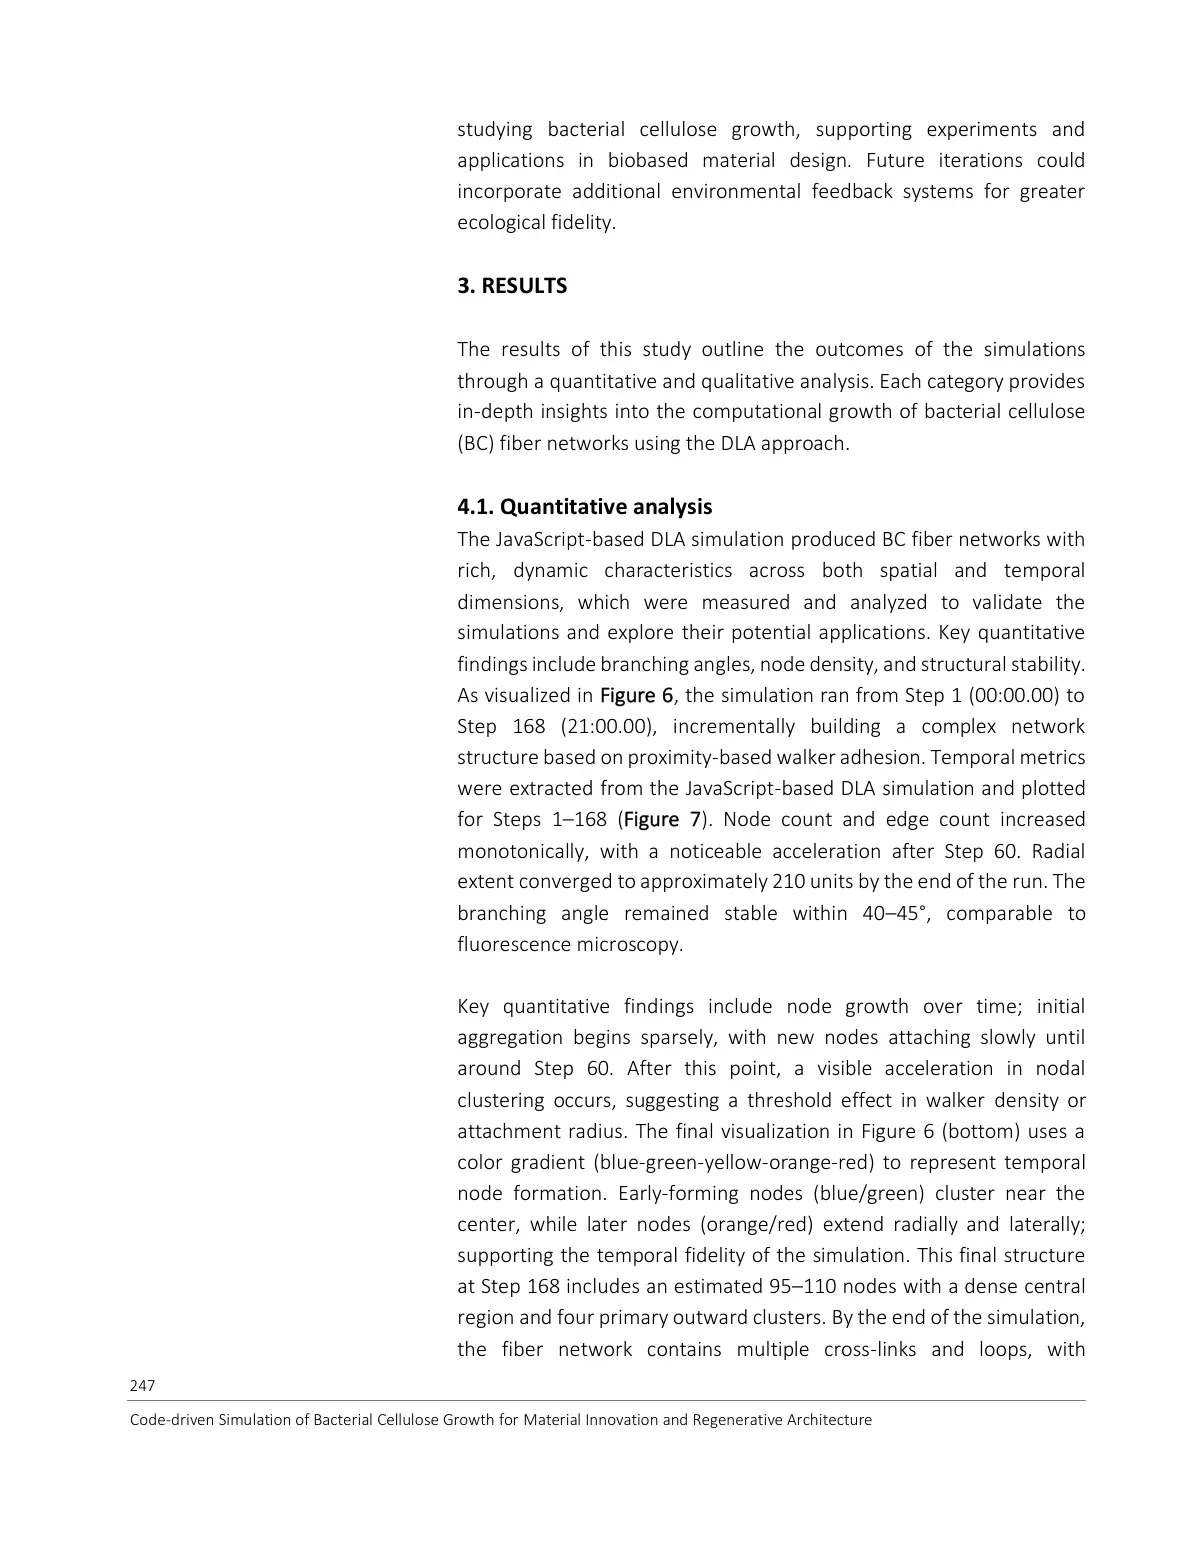 studying bacterial cellulose growth, supporting experiments and
applications in biobased material design. Future iterations could
incorporate additional environmental feedback systems for greater
ecological fidelity.
3. RESULTS
The results of this study outline the outcomes of the simulations
through a quantitative and qualitative analysis. Each category provides
in-depth insights into the computational growth of bacterial cellulose
(BC) fiber networks using the DLA approach.
4.1. Quantitative analysis
The JavaScript-based DLA simulation produced BC fiber networks with
rich, dynamic characteristics across both spatial and temporal
dimensions, which were measured and analyzed to validate the
simulations and explore their potential applications. Key quantitative
findings include branching angles, node density, and structural stability.
As visualized in Figure 6, the simulation ran from Step 1 (00:00.00) to
Step 168 (21:00.00), incrementally building a complex network
structure based on proximity-based walker adhesion. Temporal metrics
were extracted from the JavaScript-based DLA simulation and plotted
for Steps 1–168 (Figure 7). Node count and edge count increased
monotonically, with a noticeable acceleration after Step 60. Radial
extent converged to approximately 210 units by the end of the run. The
branching angle remained stable within 40–45°, comparable to
fluorescence microscopy.
Key quantitative findings include node growth over time; initial
aggregation begins sparsely, with new nodes attaching slowly until
around Step 60. After this point, a visible acceleration in nodal
clustering occurs, suggesting a threshold effect in walker density or
attachment radius. The final visualization in Figure 6 (bottom) uses a
color gradient (blue-green-yellow-orange-red) to represent temporal
node formation. Early-forming nodes (blue/green) cluster near the
center, while later nodes (orange/red) extend radially and laterally;
supporting the temporal fidelity of the simulation. This final structure
at Step 168 includes an estimated 95–110 nodes with a dense central
region and four primary outward clusters. By the end of the simulation,
the fiber network contains multiple cross-links and loops, with
247
Code-driven Simulation of Bacterial Cellulose Growth for Material Innovation and Regenerative Architecture